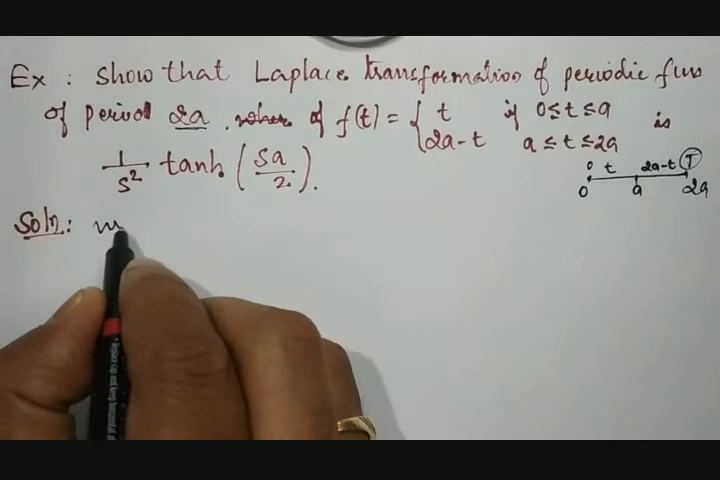 Ex : Show that Laplace transformation of periodic fun
of period 2a f(t) = { t if 0≤t≤a is
2a-t a ≤ t ≤ 2a
1/s² tanh (sa/2).
0 t 2a-t T
0 a 2a
Soln: